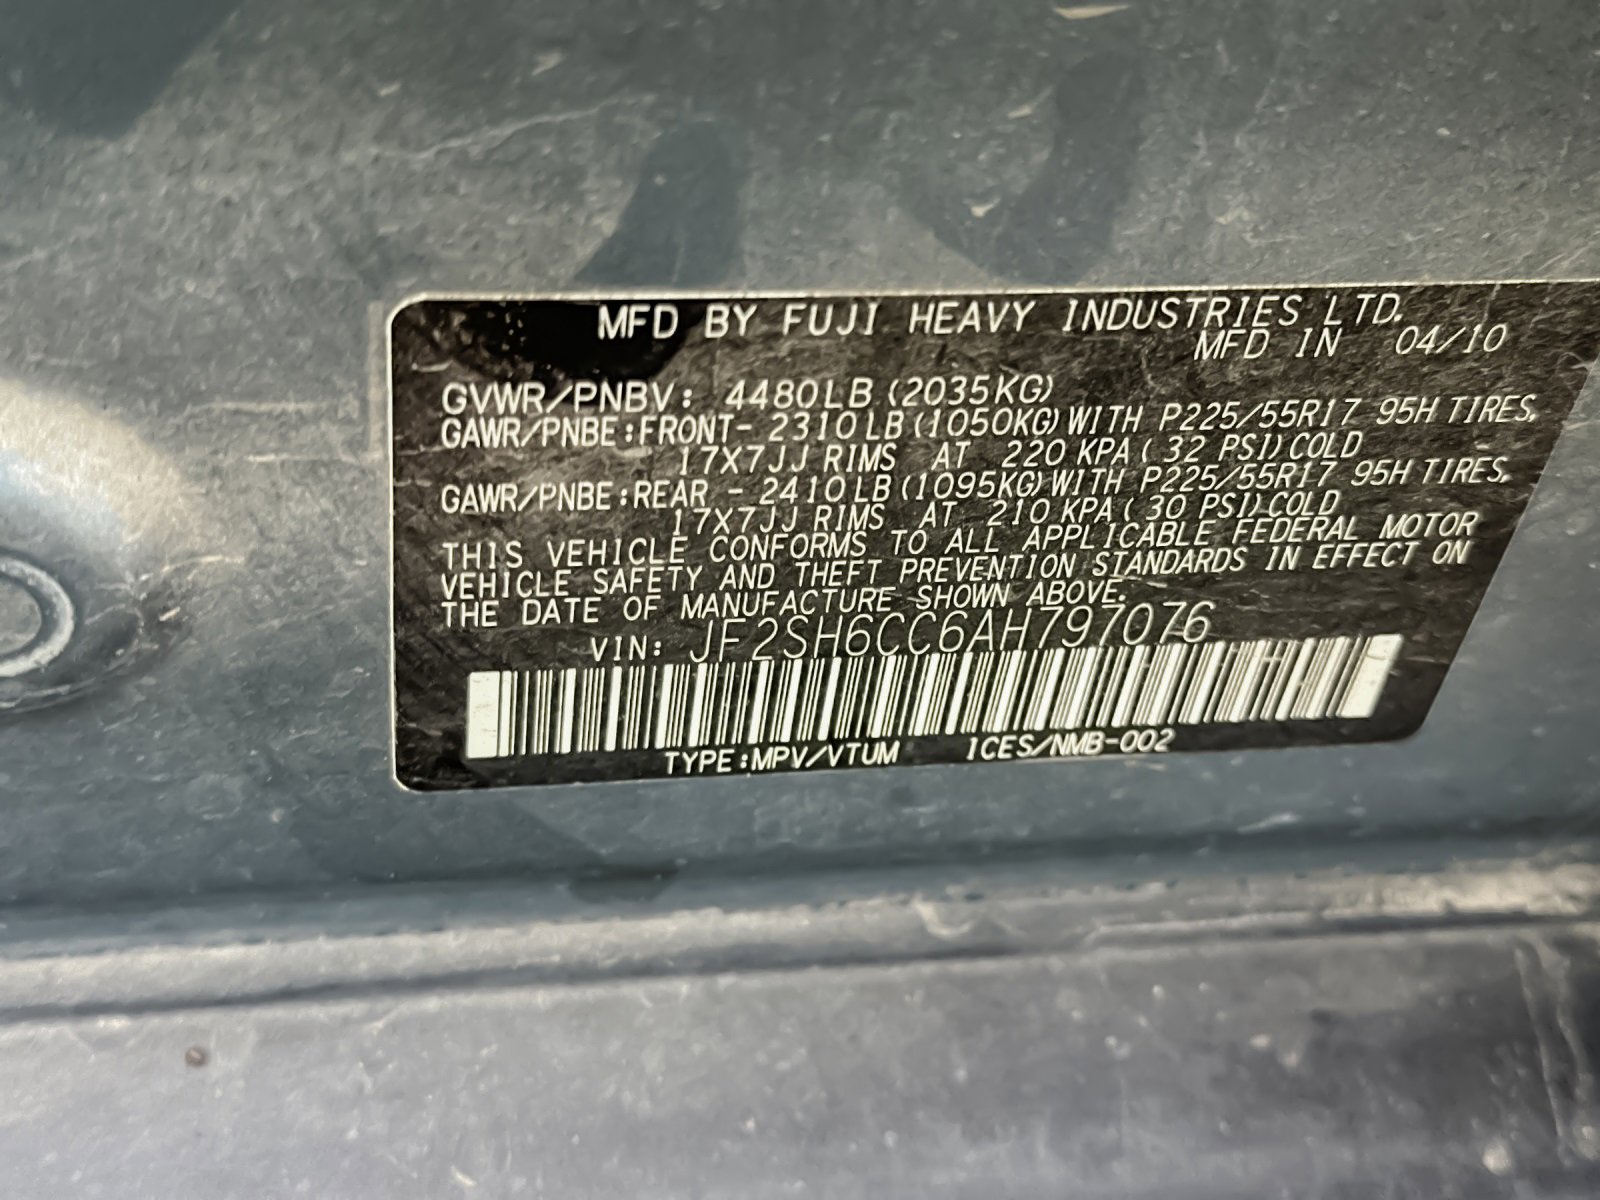 MFD BY FUJI HEAVY INDUSTRIES LTD.
MFD IN 04/10
GVWR/PNBV: 4480LB (2035KG)
GAWR/PNBE:FRONT- 2310LB (1050KG) WITH P225/55R17 95H TIRES,
17X7JJ RIMS AT 220 KPA ( 32 PSI) COLD
GAWR/PNBE:REAR - 2410LB (1095KG) WITH P225/55R17 95H TIRES,
17X7JJ RIMS AT 210 KPA ( 30 PSI) COLD
THIS VEHICLE CONFORMS TO ALL APPLICABLE FEDERAL MOTOR
VEHICLE SAFETY AND THEFT PREVENTION STANDARDS IN EFFECT ON
THE DATE OF MANUFACTURE SHOWN ABOVE.
VIN: JF2SH6CC6AH797076
TYPE:MPV/VTUM ICES/NMB-002